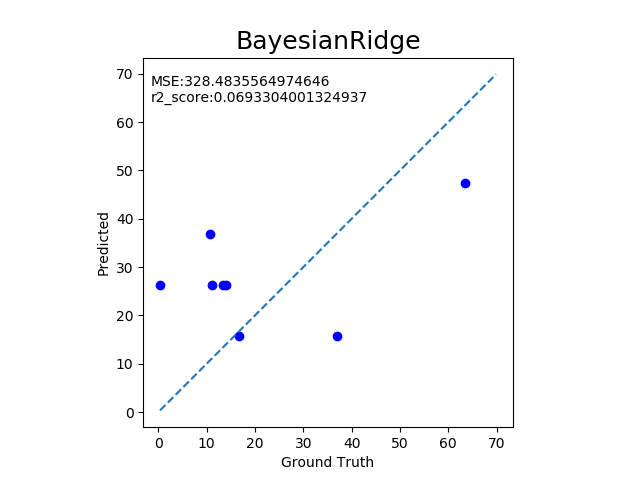 BayesianRidge
MSE:328.4835564974646
r2_score:0.0693304001324937
70
60
50
40
30
20
10
0
Predicted
0 10 20 30 40 50 60 70
Ground Truth